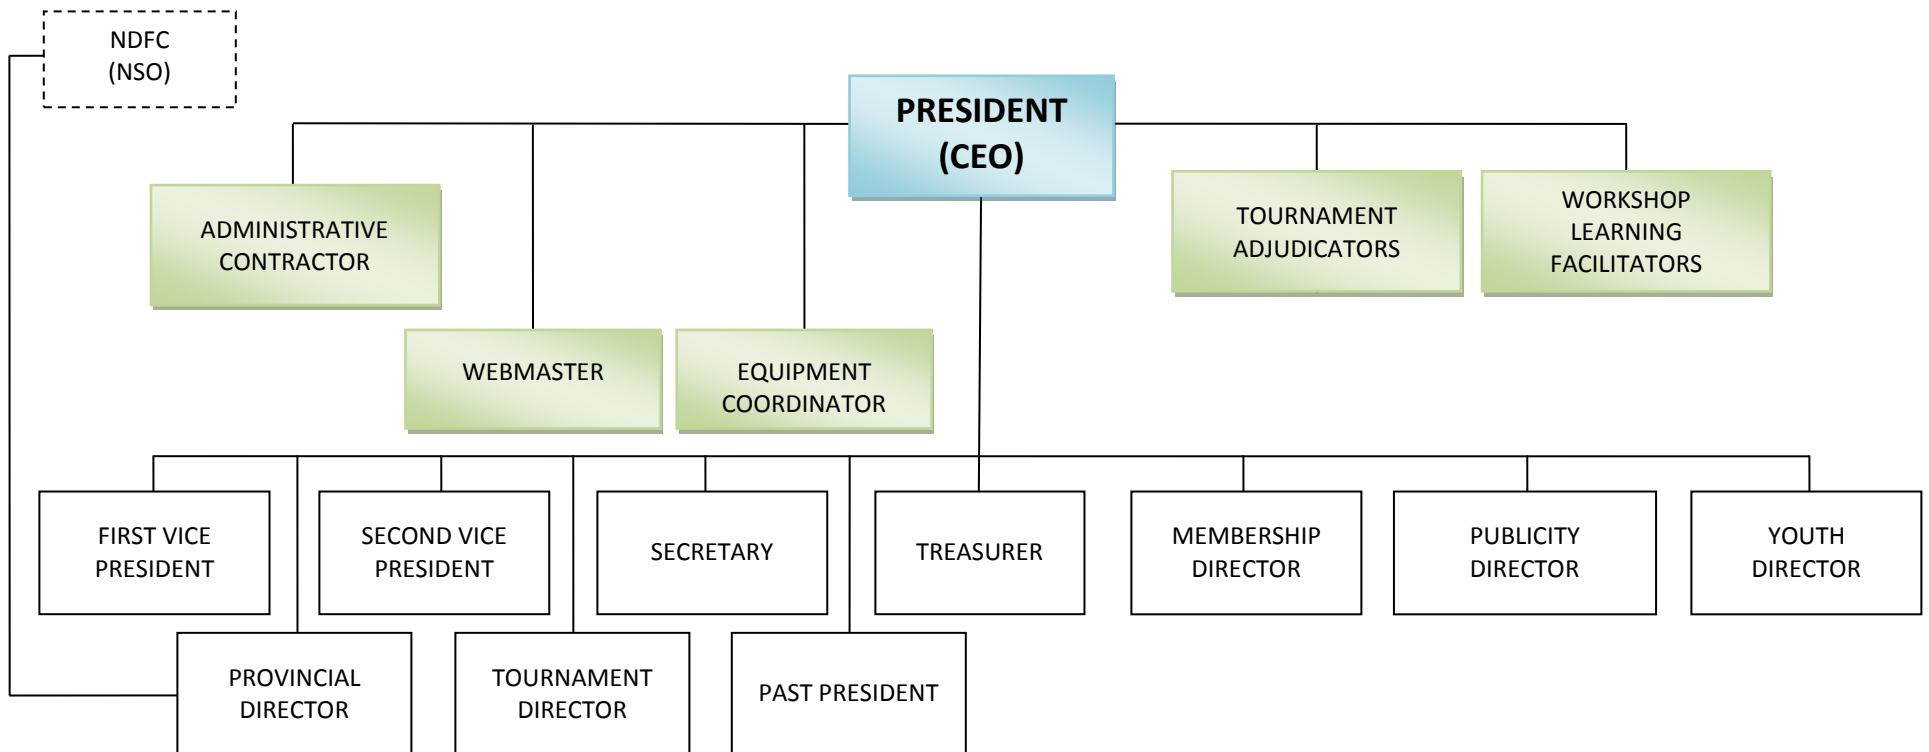 NDFC
(NSO)
PRESIDENT
(CEO)
ADMINISTRATIVE
CONTRACTOR
TOURNAMENT
ADJUDICATORS
WORKSHOP
LEARNING
FACILITATORS
WEBMASTER
EQUIPMENT
COORDINATOR
FIRST VICE
PRESIDENT
SECOND VICE
PRESIDENT
SECRETARY
TREASURER
MEMBERSHIP
DIRECTOR
PUBLICITY
DIRECTOR
YOUTH
DIRECTOR
PROVINCIAL
DIRECTOR
TOURNAMENT
DIRECTOR
PAST PRESIDENT